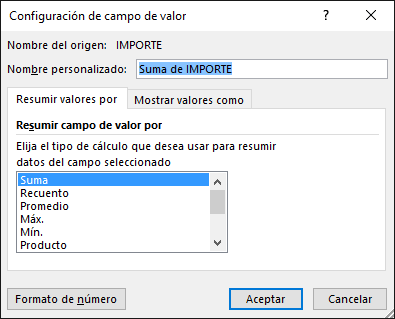 Configuración de campo de valor
Nombre del origen: IMPORTE
Nombre personalizado: Suma de IMPORTE
Resumir valores por Mostrar valores como
Resumir campo de valor por
Elija el tipo de cálculo que desea usar para resumir
datos del campo seleccionado
Suma
Recuento
Promedio
Máx.
Mín.
Producto
Formato de número Aceptar Cancelar